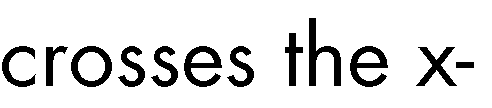 crosses the x-